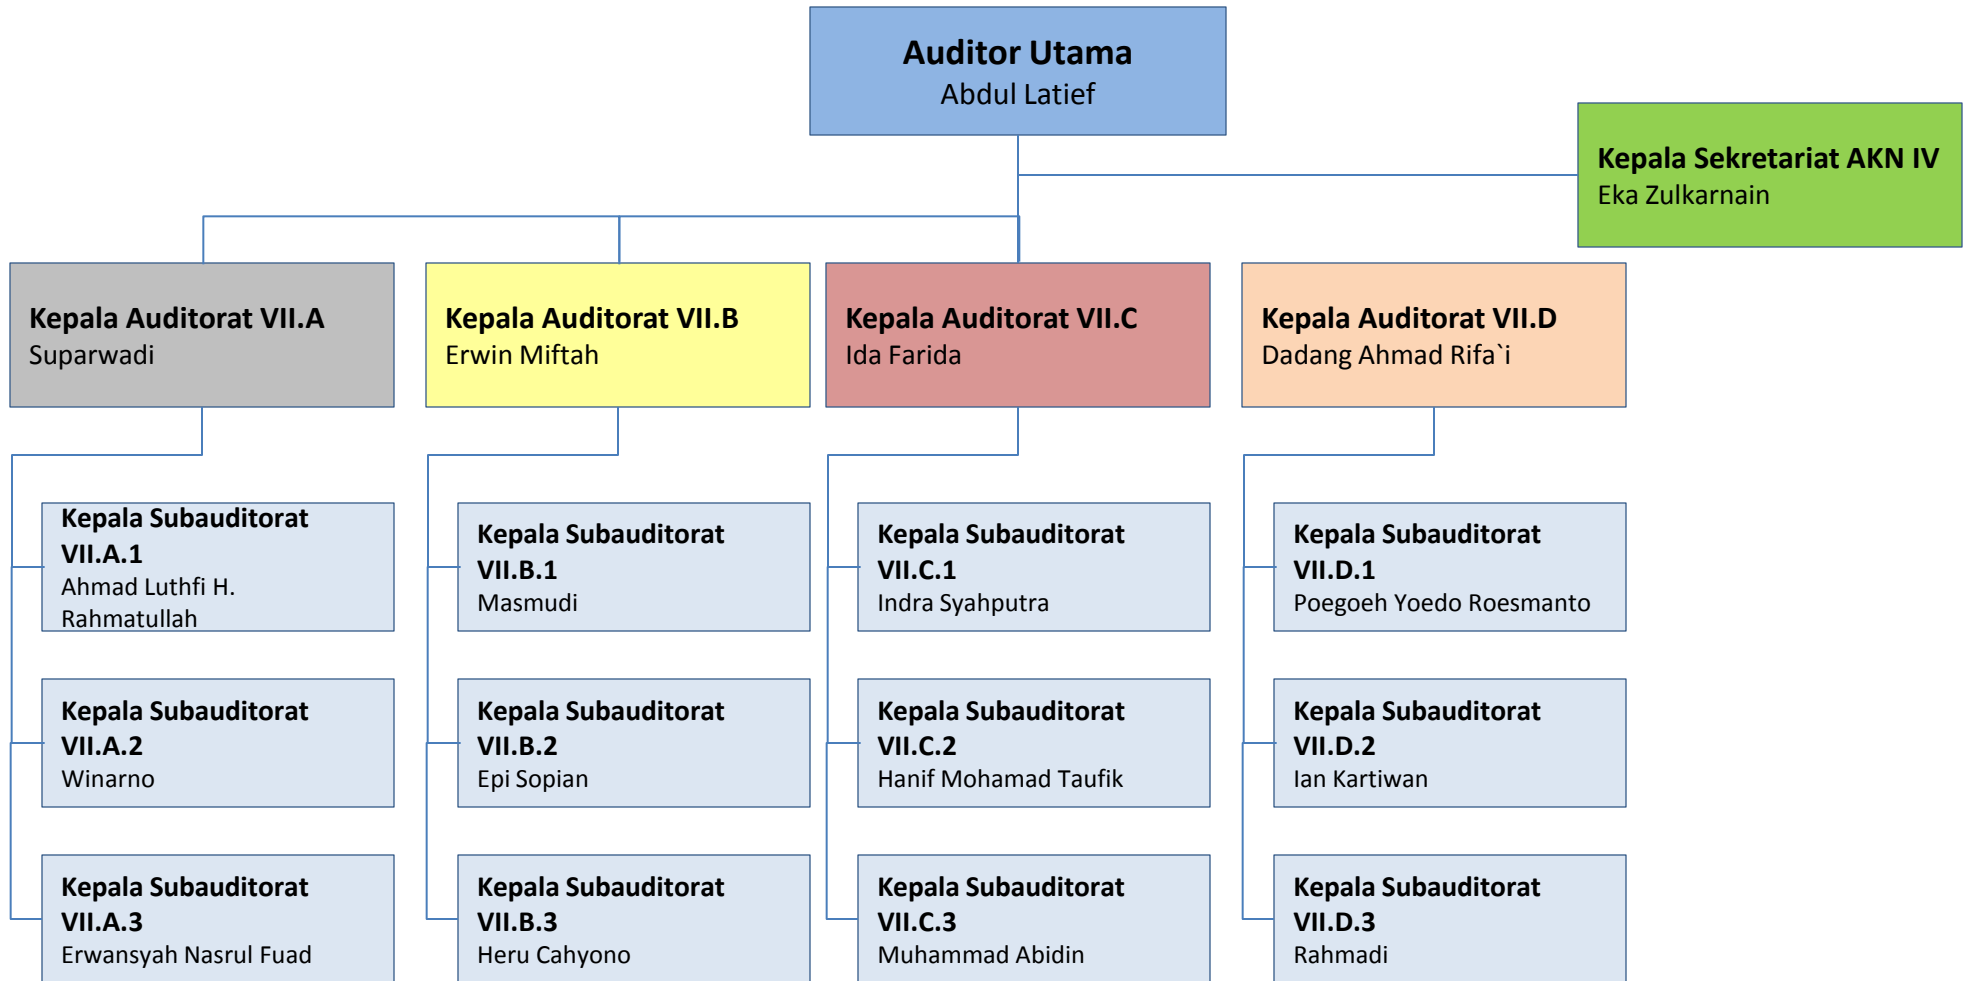 Auditor Utama
Abdul Latief
Kepala Sekretariat AKN IV
Eka Zulkarnain
Kepala Auditorat VII.A
Suparwadi
Kepala Auditorat VII.B
Erwin Miftah
Kepala Auditorat VII.C
Ida Farida
Kepala Auditorat VII.D
Dadang Ahmad Rifa`i
Kepala Subauditorat
VII.A.1
Ahmad Luthfi H.
Rahmatullah
Kepala Subauditorat
VII.B.1
Masmudi
Kepala Subauditorat
VII.C.1
Indra Syahputra
Kepala Subauditorat
VII.D.1
Poegoeh Yoedo Roesmanto
Kepala Subauditorat
VII.A.2
Winarno
Kepala Subauditorat
VII.B.2
Epi Sopian
Kepala Subauditorat
VII.C.2
Hanif Mohamad Taufik
Kepala Subauditorat
VII.D.2
Ian Kartiwan
Kepala Subauditorat
VII.A.3
Erwansyah Nasrul Fuad
Kepala Subauditorat
VII.B.3
Heru Cahyono
Kepala Subauditorat
VII.C.3
Muhammad Abidin
Kepala Subauditorat
VII.D.3
Rahmadi